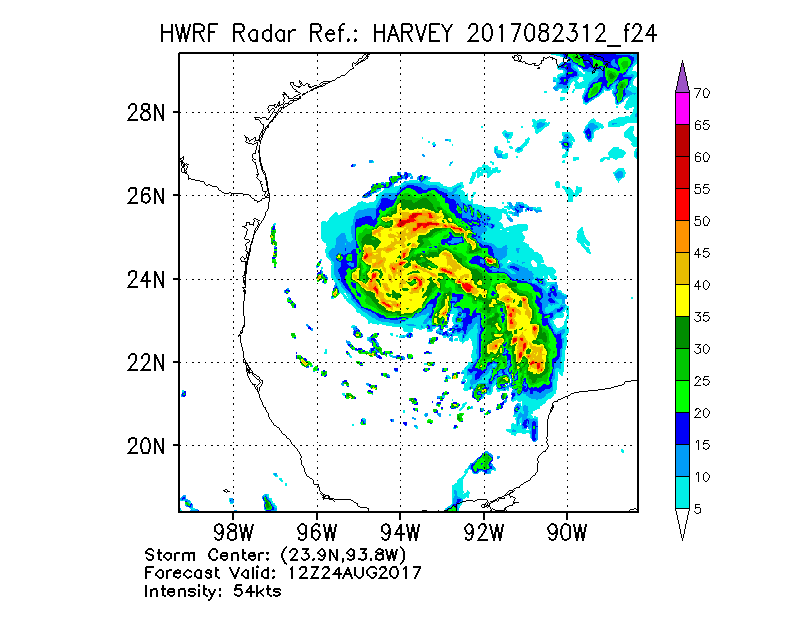 HWRF Radar Ref.: HARVEY 2017082312_f24
28N
26N
24N
22N
20N
98W 96W 94W 92W 90W
70
65
60
55
50
45
40
35
30
25
20
15
10
5
Storm Center: (23.9N,93.8W)
Forecast Valid: 12Z24AUG2017
Intensity: 54kts